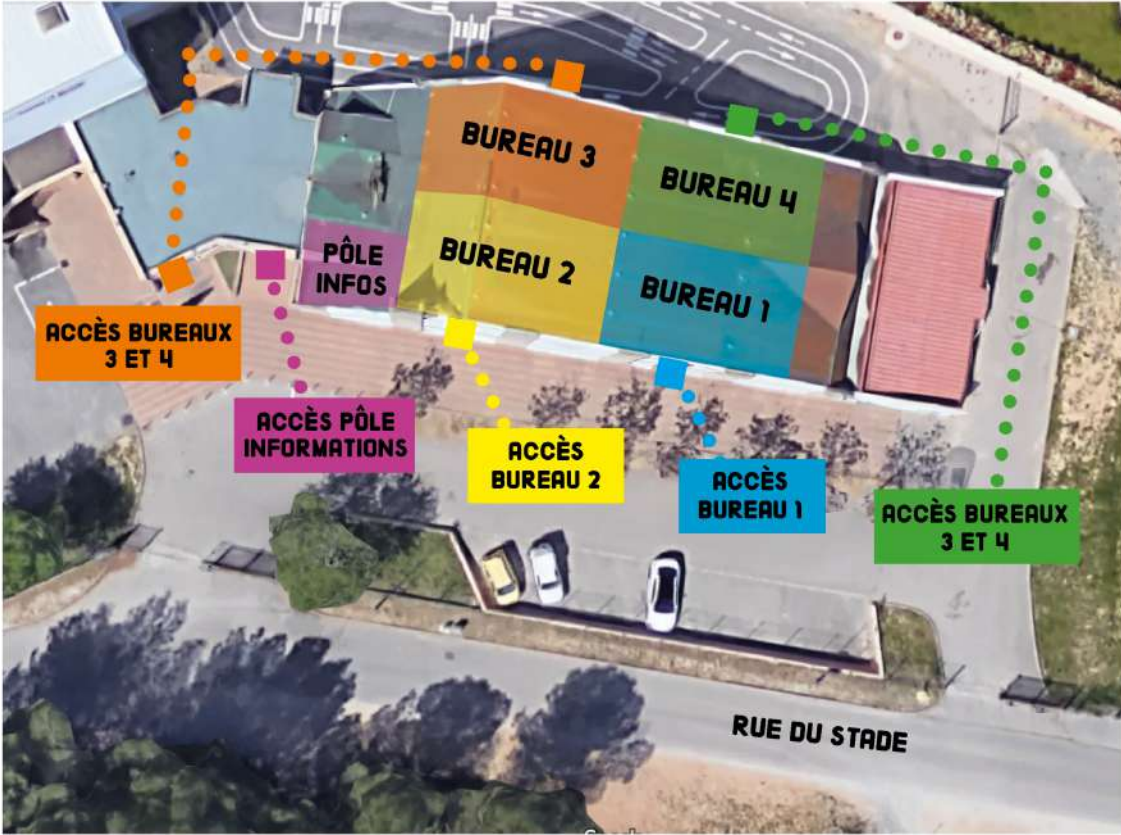 BUREAU 3
BUREAU 4
PÔLE
INFOS
BUREAU 2
BUREAU 1
ACCÈS BUREAUX
3 ET 4
ACCÈS PÔLE
INFORMATIONS
ACCÈS
BUREAU 2
ACCÈS
BUREAU 1
ACCÈS BUREAUX
3 ET 4
RUE DU STADE